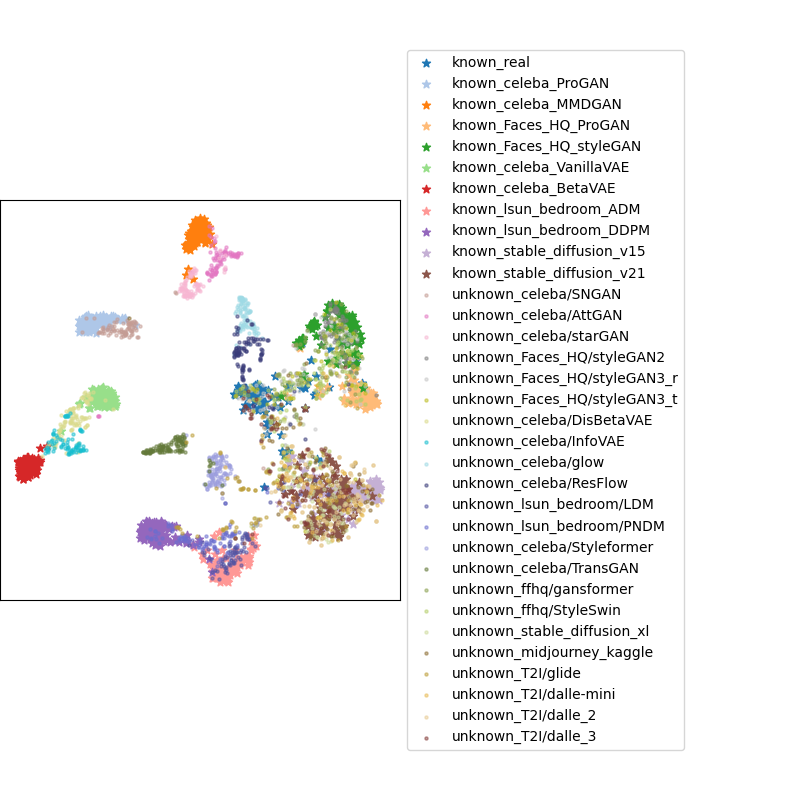 known_real
known_celeba_ProGAN
known_celeba_MMDGAN
known_Faces_HQ_ProGAN
known_Faces_HQ_styleGAN
known_celeba_VanillaVAE
known_celeba_BetaVAE
known_lsun_bedroom_ADM
known_lsun_bedroom_DDPM
known_stable_diffusion_v15
known_stable_diffusion_v21
unknown_celeba/SNGAN
unknown_celeba/AttGAN
unknown_celeba/starGAN
unknown_Faces_HQ/styleGAN2
unknown_Faces_HQ/styleGAN3_r
unknown_Faces_HQ/styleGAN3_t
unknown_celeba/DisBetaVAE
unknown_celeba/InfoVAE
unknown_celeba/glow
unknown_celeba/ResFlow
unknown_lsun_bedroom/LDM
unknown_lsun_bedroom/PNDM
unknown_celeba/Styleformer
unknown_celeba/TransGAN
unknown_ffhq/gansformer
unknown_ffhq/StyleSwin
unknown_stable_diffusion_xl
unknown_midjourney_kaggle
unknown_T2I/glide
unknown_T2I/dalle-mini
unknown_T2I/dalle_2
unknown_T2I/dalle_3